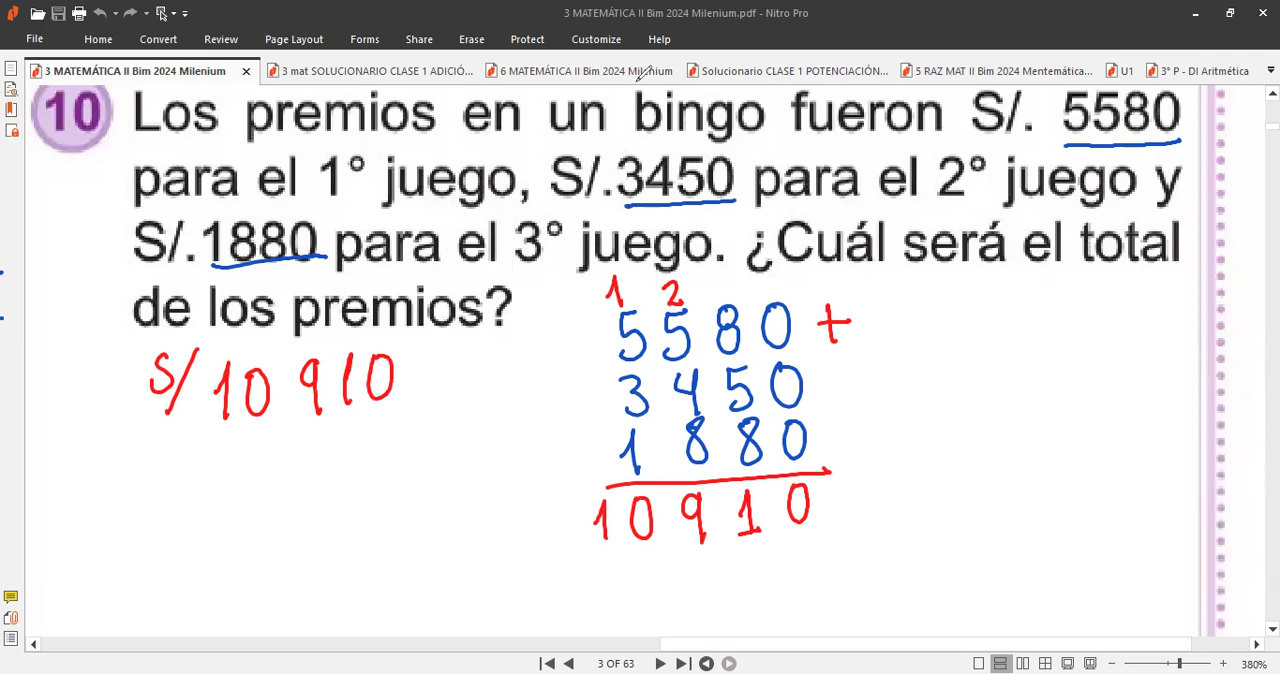 3 MATEMÁTICA II Bim 2024 Milenium.pdf - Nitro Pro
File Home Convert Review Page Layout Forms Share Erase Protect Customize Help
3 MATEMÁTICA II Bim 2024 Milenium × 3 mat SOLUCIONARIO CLASE 1 ADICIÓ... 6 MATEMÁTICA II Bim 2024 Milenium Solucionario CLASE 1 POTENCIACIÓN... 5 RAZ MAT II Bim 2024 Mentemática... U1 3° P - DI Aritmética
10 Los premios en un bingo fueron S/. 5580
para el 1° juego, S/.3450 para el 2° juego y
S/.1880 para el 3° juego. ¿Cuál será el total
de los premios?
1 2
5580 +
3450
1880
10910
S/ 10 910
3 OF 63
380%